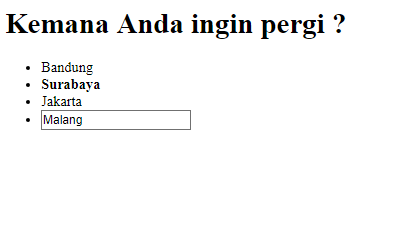 Kemana Anda ingin pergi ?
Bandung
Surabaya
Jakarta
Malang